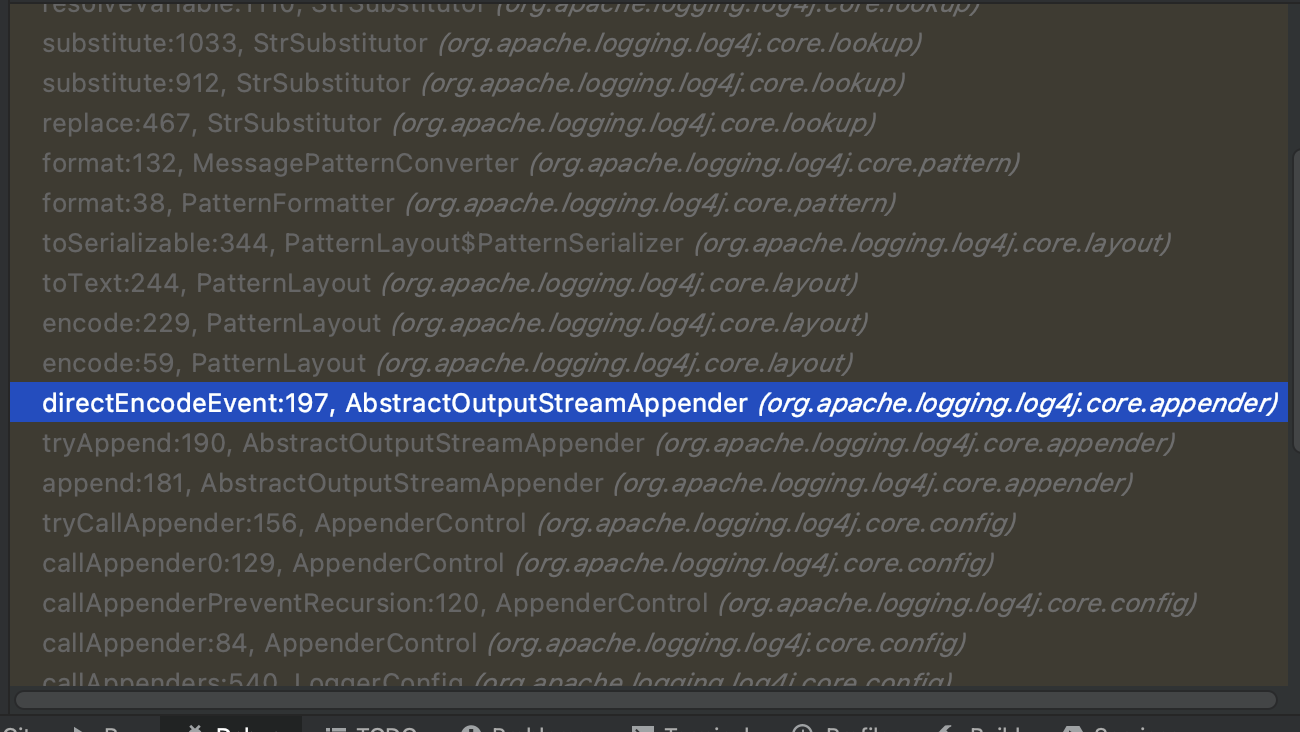 resolveVariable:1110, StrSubstitutor (org.apache.logging.log4j.core.lookup)
substitute:1033, StrSubstitutor (org.apache.logging.log4j.core.lookup)
substitute:912, StrSubstitutor (org.apache.logging.log4j.core.lookup)
replace:467, StrSubstitutor (org.apache.logging.log4j.core.lookup)
format:132, MessagePatternConverter (org.apache.logging.log4j.core.pattern)
format:38, PatternFormatter (org.apache.logging.log4j.core.pattern)
toSerializable:344, PatternLayout$PatternSerializer (org.apache.logging.log4j.core.layout)
toText:244, PatternLayout (org.apache.logging.log4j.core.layout)
encode:229, PatternLayout (org.apache.logging.log4j.core.layout)
encode:59, PatternLayout (org.apache.logging.log4j.core.layout)
directEncodeEvent:197, AbstractOutputStreamAppender (org.apache.logging.log4j.core.appender)
tryAppend:190, AbstractOutputStreamAppender (org.apache.logging.log4j.core.appender)
append:181, AbstractOutputStreamAppender (org.apache.logging.log4j.core.appender)
tryCallAppender:156, AppenderControl (org.apache.logging.log4j.core.config)
callAppender0:129, AppenderControl (org.apache.logging.log4j.core.config)
callAppenderPreventRecursion:120, AppenderControl (org.apache.logging.log4j.core.config)
callAppender:84, AppenderControl (org.apache.logging.log4j.core.config)
callAppenders:540, LoggerConfig (org.apache.logging.log4j.core.config)
TODO